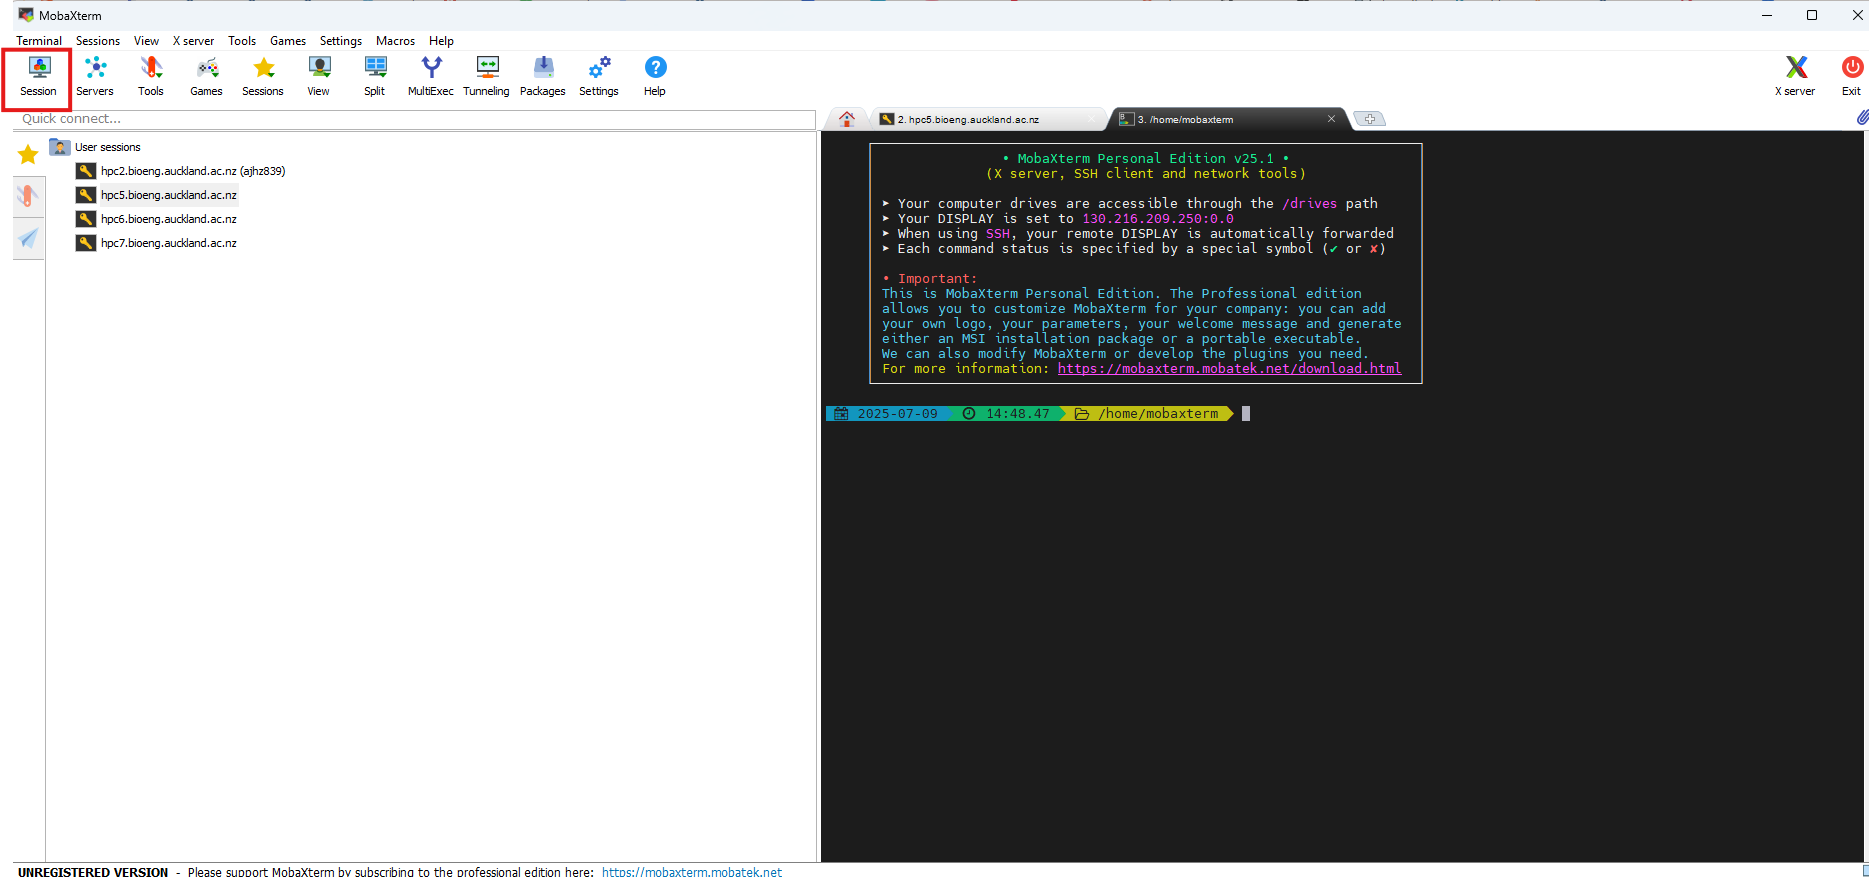 MobaXterm
Terminal Sessions View X server Tools Games Settings Macros Help
Session Servers Tools Games Sessions View Split MultiExec Tunneling Packages Settings Help X server Exit
Quick connect...
2. hpc5.bioeng.auckland.ac.nz
3. /home/mobaxterm
User sessions
hpc2.bioeng.auckland.ac.nz (ajhz839)
hpc5.bioeng.auckland.ac.nz
hpc6.bioeng.auckland.ac.nz
hpc7.bioeng.auckland.ac.nz
• MobaXterm Personal Edition v25.1 •
(X server, SSH client and network tools)
➤ Your computer drives are accessible through the /drives path
➤ Your DISPLAY is set to 130.216.209.250:0.0
➤ When using SSH, your remote DISPLAY is automatically forwarded
➤ Each command status is specified by a special symbol (✔ or ✘)
• Important:
This is MobaXterm Personal Edition. The Professional edition
allows you to customize MobaXterm for your company: you can add
your own logo, your parameters, your welcome message and generate
either an MSI installation package or a portable executable.
We can also modify MobaXterm or develop the plugins you need.
For more information: https://mobaxterm.mobatek.net/download.html
2025-07-09 14:48.47 /home/mobaxterm
UNREGISTERED VERSION - Please support MobaXterm by subscribing to the professional edition here: https://mobaxterm.mobatek.net